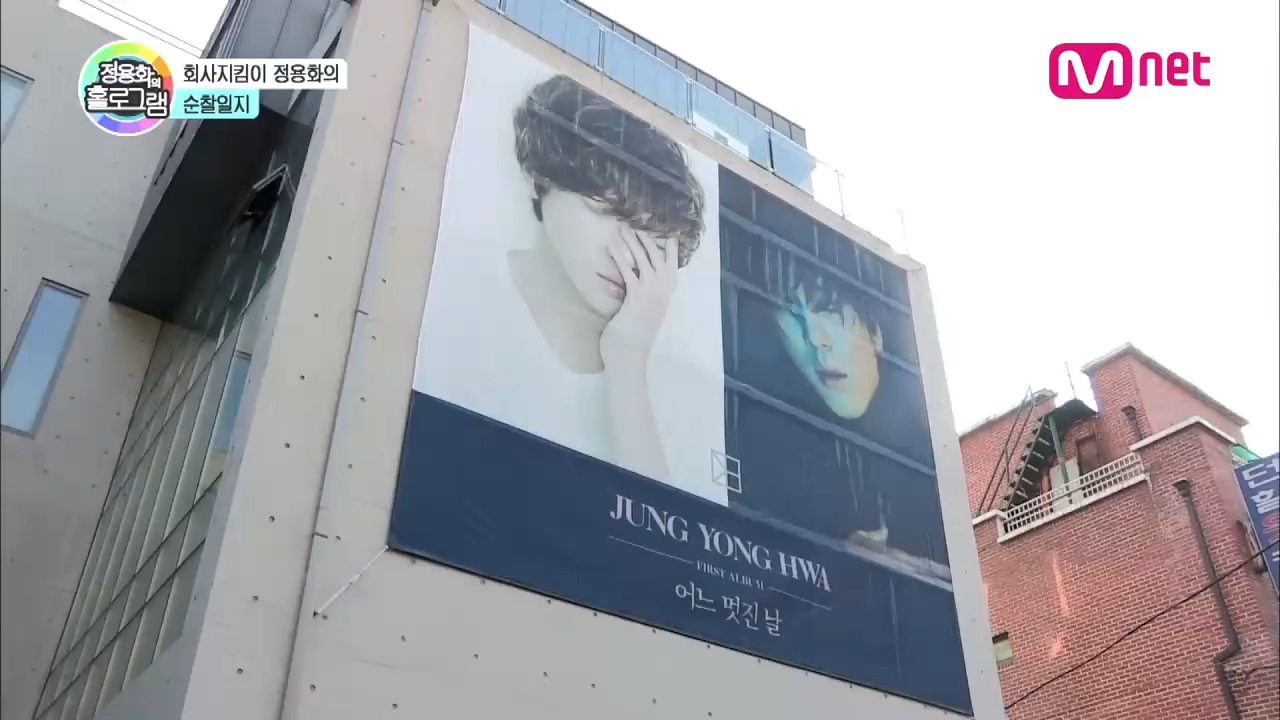 정용화의
홀로그램
회사지킴이 정용화의
순찰일지
Mnet
JUNG YONG HWA
FIRST ALBUM
어느 멋진 날